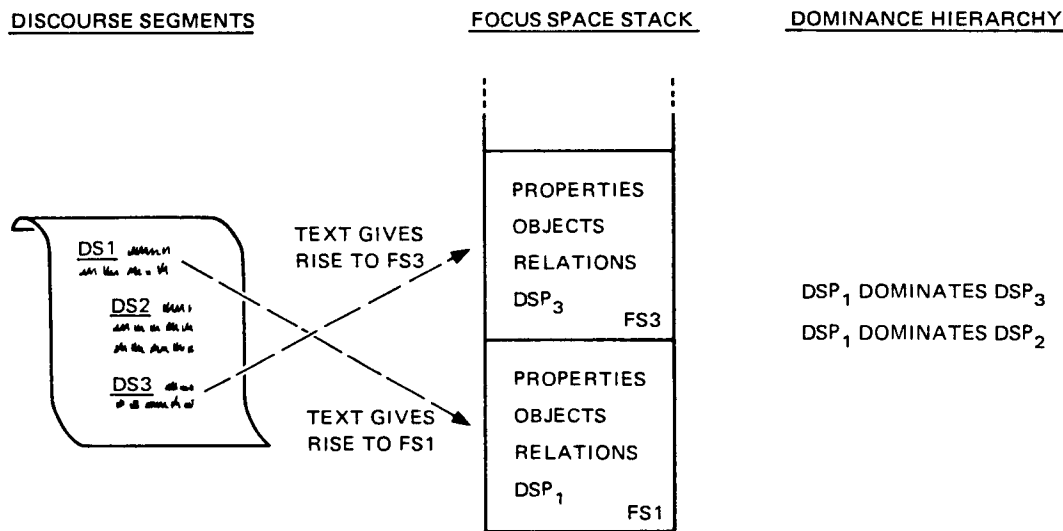 DISCOURSE SEGMENTS
FOCUS SPACE STACK
DOMINANCE HIERARCHY
DS1
DS2
DS3
TEXT GIVES
RISE TO FS3
TEXT GIVES
RISE TO FS1
PROPERTIES
OBJECTS
RELATIONS
DSP3
FS3
PROPERTIES
OBJECTS
RELATIONS
DSP1
FS1
DSP1 DOMINATES DSP3
DSP1 DOMINATES DSP2